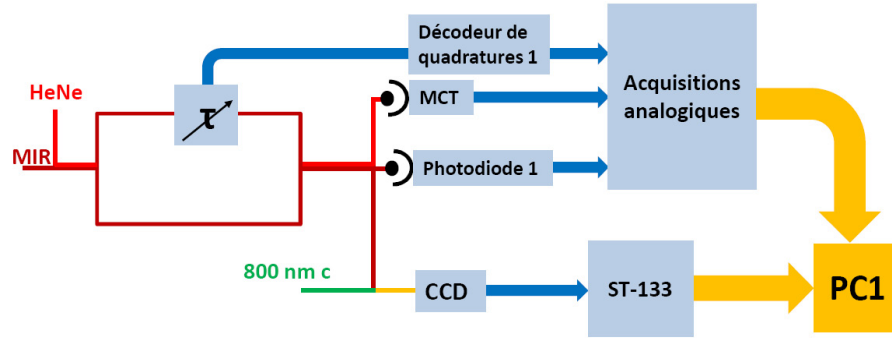 Décodeur de
quadratures 1
HeNe
τ
MCT
Acquisitions
analogiques
MIR
Photodiode 1
800 nm c
CCD
ST-133
PC1